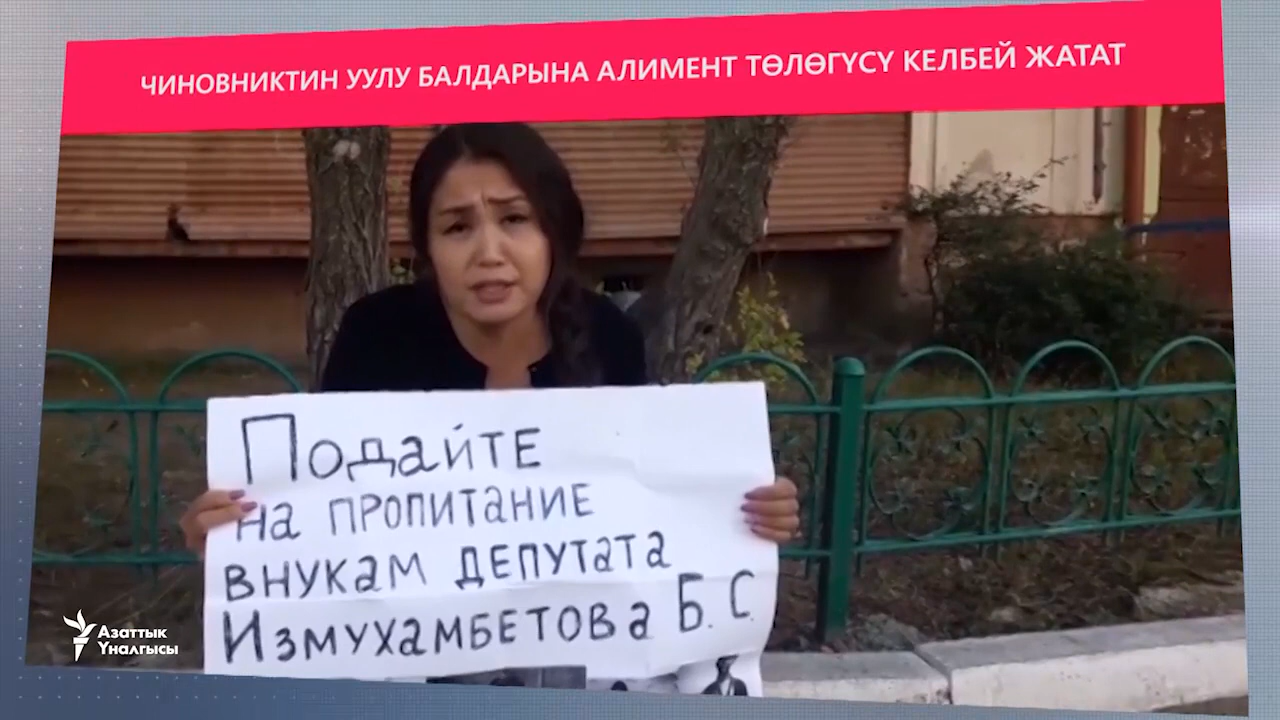 ЧИНОВНИКТИН УУЛУ БАЛДАРЫНА АЛИМЕНТ ТӨЛӨГҮСҮ КЕЛБЕЙ ЖАТАТ
Подайте
на пропитание
внукам депутата
Измухамбетова Б. С.
Азаттык
Үналгысы